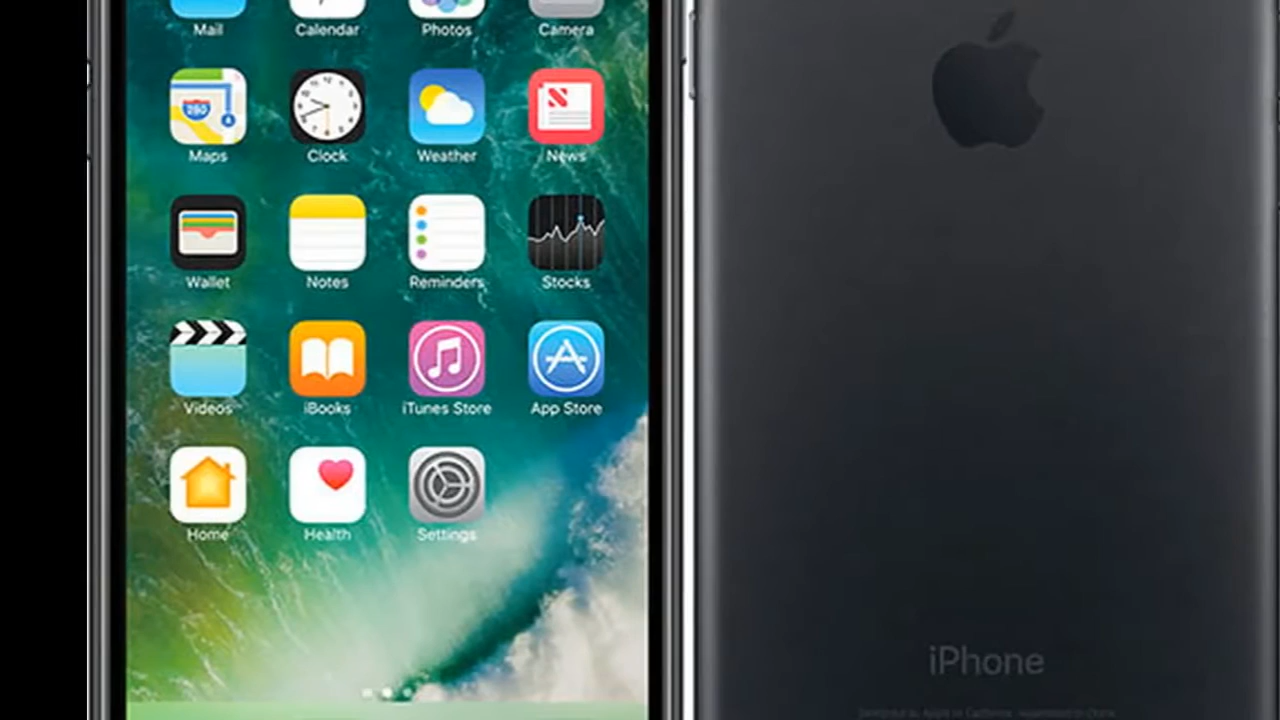 Mail Calendar Photos Camera
280
Maps Clock Weather News
Wallet Notes Reminders Stocks
Videos iBooks iTunes Store App Store
Home Health Settings
iPhone